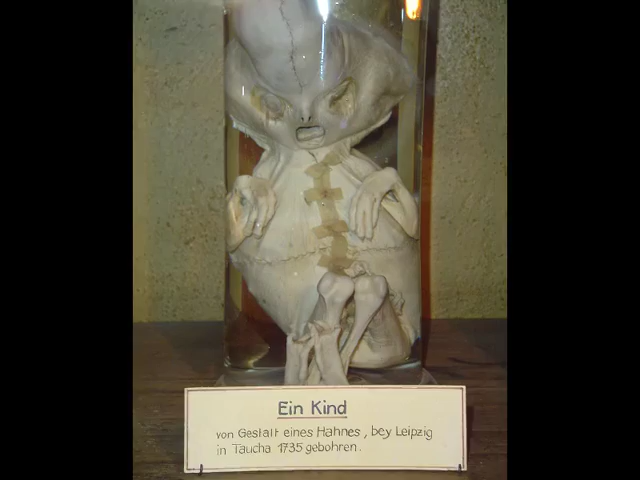 Ein Kind
von Gestalt eines Hahnes, bey Leipzig
in Taucha 1735 gebohren.